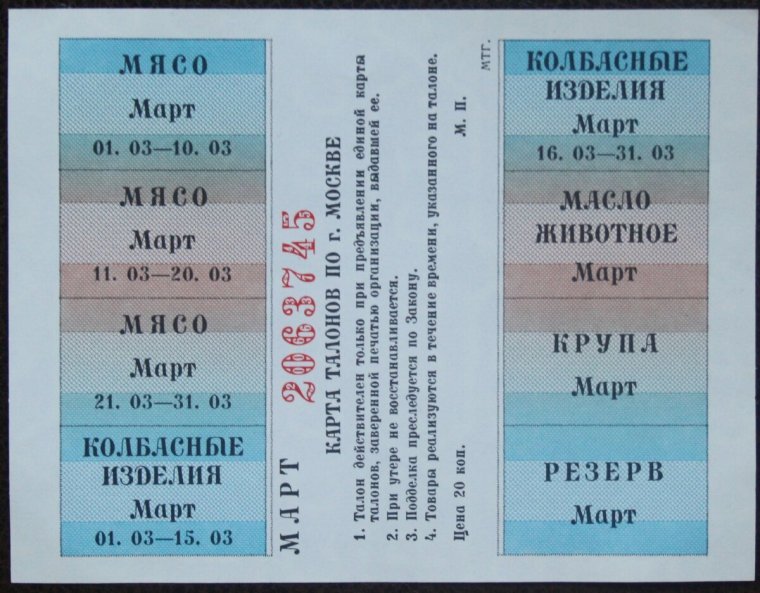 МЯСО
Март
01. 03—10. 03
МЯСО
Март
11. 03—20. 03
МЯСО
Март
21. 03—31. 03
КОЛБАСНЫЕ
ИЗДЕЛИЯ
Март
01. 03—15. 03
МАРТ 2063745
КАРТА ТАЛОНОВ ПО г. МОСКВЕ
1. Талон действителен только при предъявлении единой карты
талонов, заверенной печатью организации, выдавшей ее.
2. При утере не восстанавливается.
3. Подделка преследуется по Закону.
4. Товары реализуются в течение времени, указанного на талоне.
Цена 20 коп. М. П.
МТГ.
КОЛБАСНЫЕ
ИЗДЕЛИЯ
Март
16. 03—31. 03
МАСЛО
ЖИВОТНОЕ
Март
КРУПА
Март
РЕЗЕРВ
Март